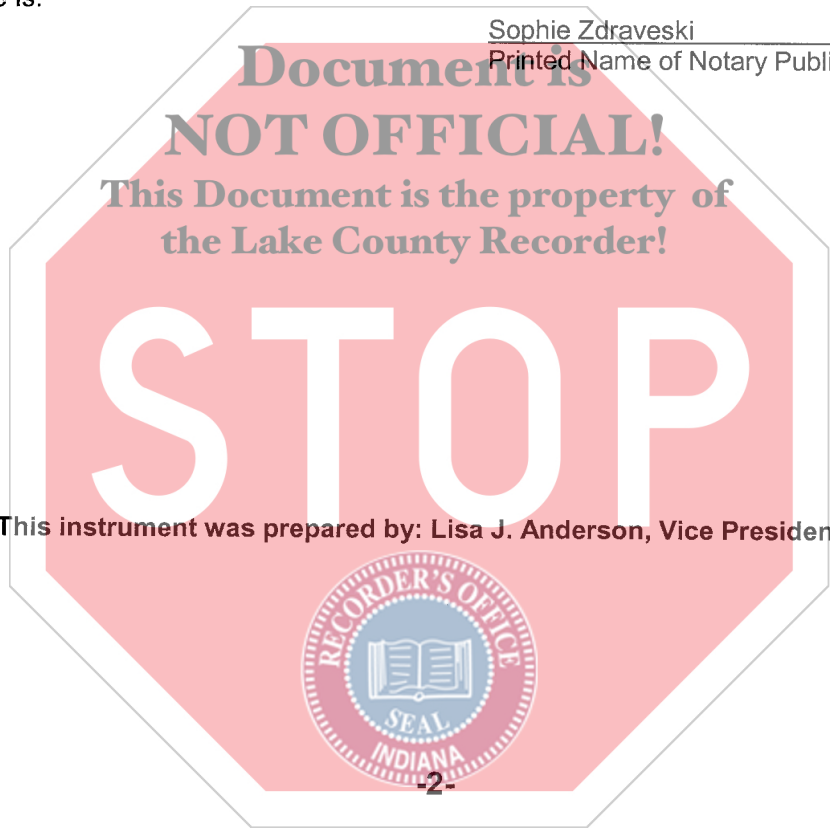 e is:
Sophie Zdraveski
Printed Name of Notary Publi
Document is
NOT OFFICIAL!
This Document is the property of
the Lake County Recorder!
STOP
This instrument was prepared by: Lisa J. Anderson, Vice Presiden
RECORDER'S OFFICE
SEAL
INDIANA
-2-